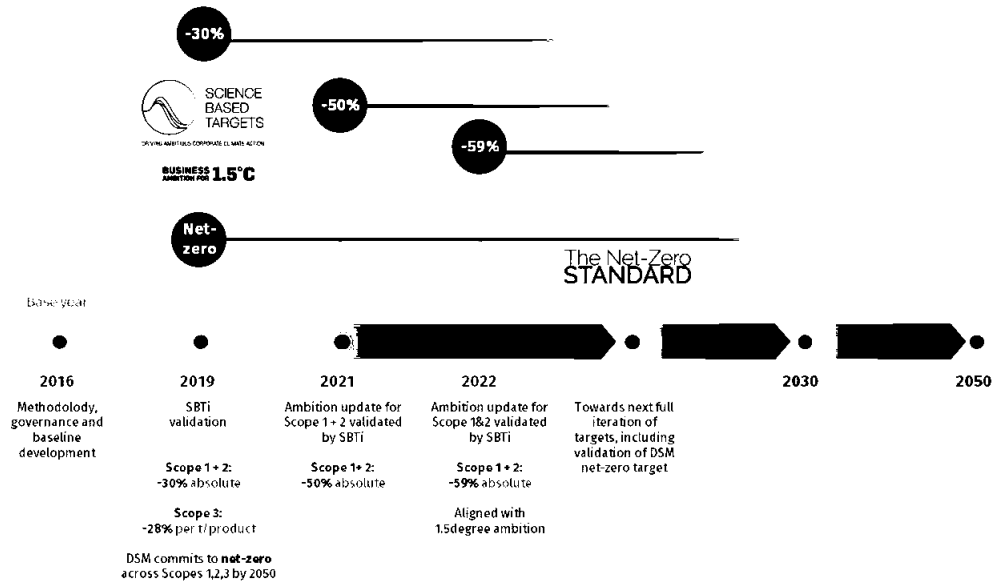 -30%
SCIENCE
BASED
TARGETS
DRIVING AMBITIOUS CORPORATE CLIMATE ACTION
-50%
-59%
BUSINESS 1.5°C
AMBITION FOR
Net-
zero
The Net-Zero
STANDARD
Base year
2016
Methodolody,
governance and
baseline
development
2019
SBTi
validation
Scope 1 + 2:
-30% absolute
Scope 3:
-28% per t/product
DSM commits to net-zero
across Scopes 1,2,3 by 2050
2021
Ambition update for
Scope 1 + 2 validated
by SBTi
Scope 1+ 2:
-50% absolute
2022
Ambition update for
Scope 1&2 validated
by SBTi
Scope 1 + 2:
-59% absolute
Aligned with
1.5degree ambition
Towards next full
iteration of
targets, including
validation of DSM
net-zero target
2030
2050